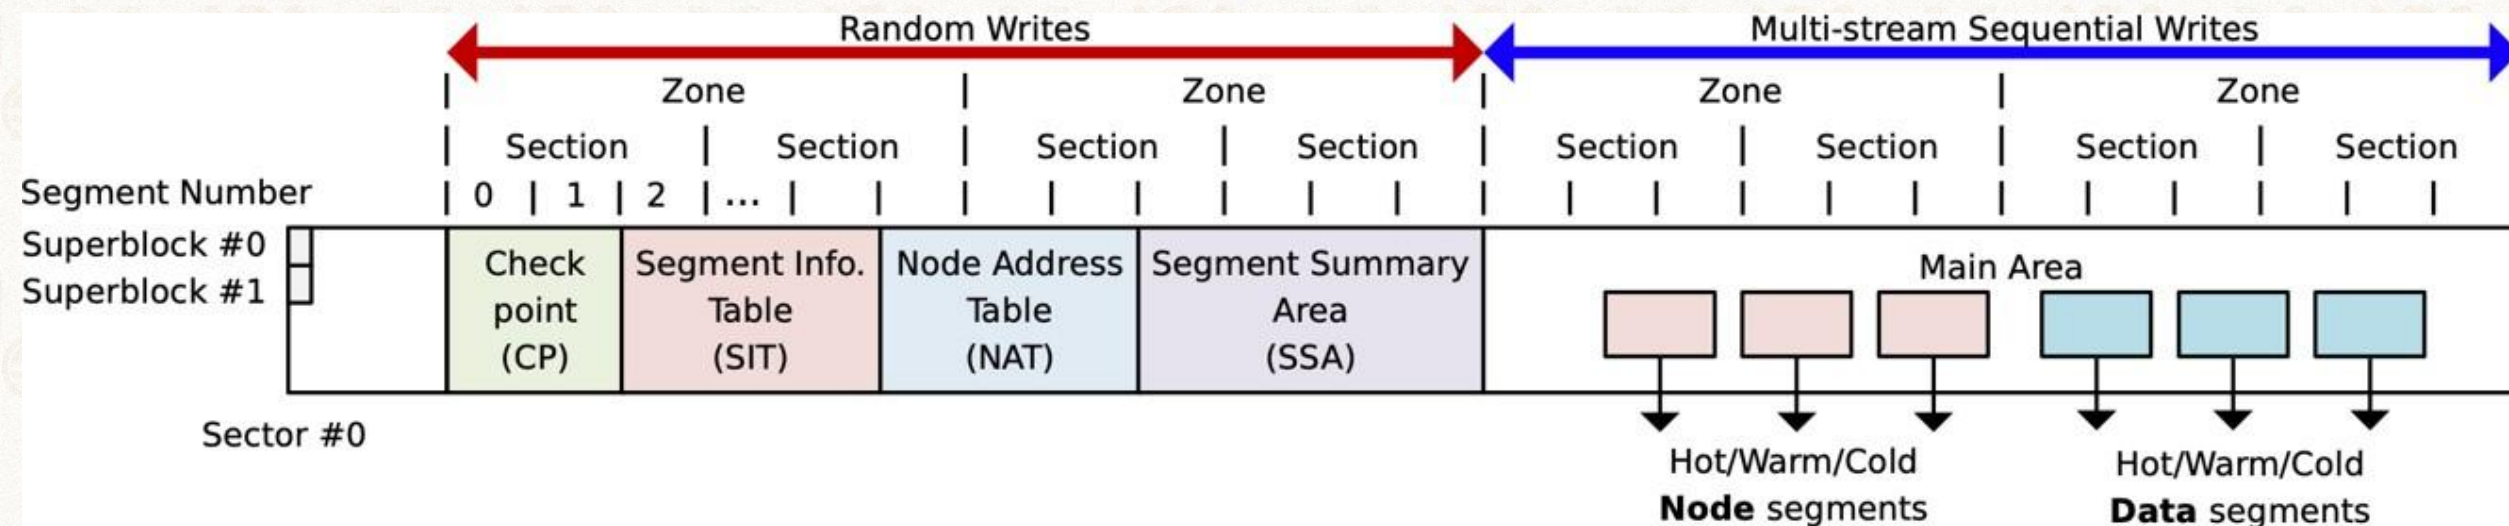 Random Writes
Multi-stream Sequential Writes
Zone Zone Zone Zone
Section Section Section Section Section Section Section Section
Segment Number 0 1 2 ...
Superblock #0
Superblock #1
Check
point
(CP)
Segment Info.
Table
(SIT)
Node Address
Table
(NAT)
Segment Summary
Area
(SSA)
Main Area
Sector #0
Hot/Warm/Cold
Node segments
Hot/Warm/Cold
Data segments